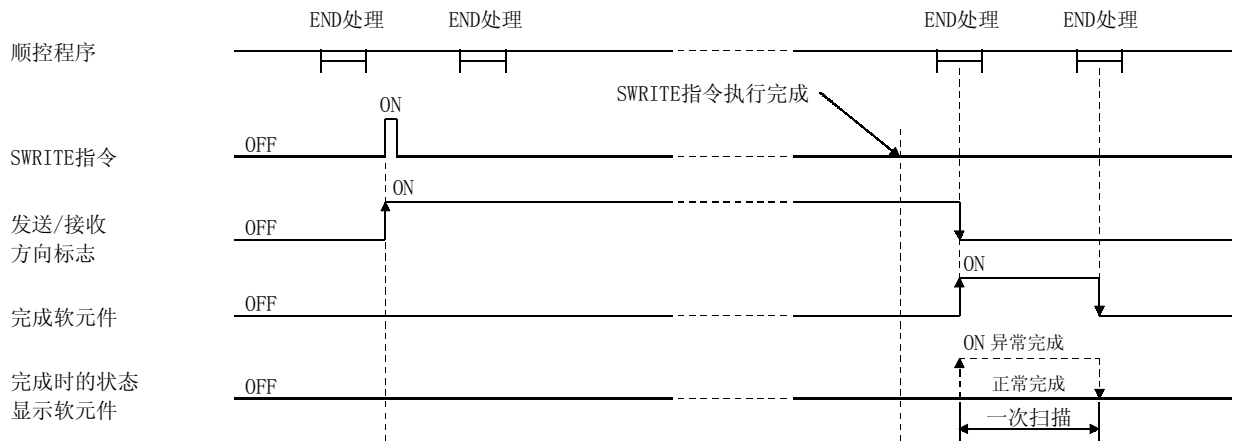 END处理
END处理
END处理
END处理
顺控程序
SWRITE指令执行完成
ON
OFF
SWRITE指令
ON
发送/接收
方向标志
OFF
ON
OFF
完成软元件
ON 异常完成
完成时的状态
显示软元件
OFF
正常完成
一次扫描